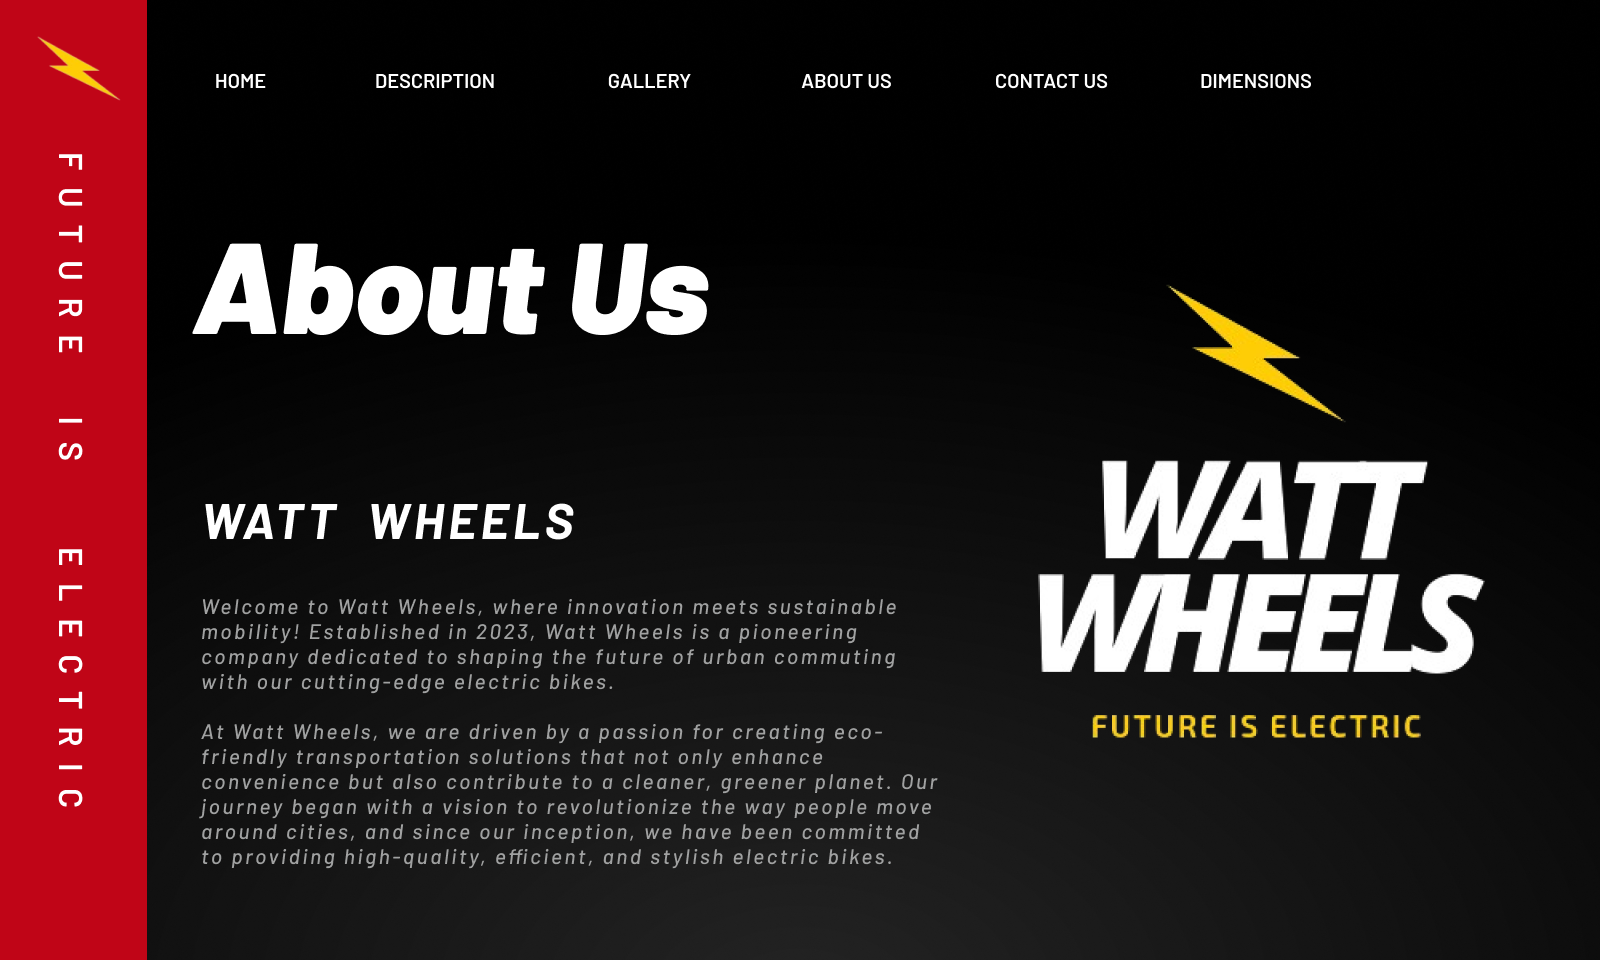 HOME DESCRIPTION GALLERY ABOUT US CONTACT US DIMENSIONS
FUTURE IS ELECTRIC
About Us
WATT WHEELS
Welcome to Watt Wheels, where innovation meets sustainable
mobility! Established in 2023, Watt Wheels is a pioneering
company dedicated to shaping the future of urban commuting
with our cutting-edge electric bikes.
At Watt Wheels, we are driven by a passion for creating eco-
friendly transportation solutions that not only enhance
convenience but also contribute to a cleaner, greener planet. Our
journey began with a vision to revolutionize the way people move
around cities, and since our inception, we have been committed
to providing high-quality, efficient, and stylish electric bikes.
WATT
WHEELS
FUTURE IS ELECTRIC